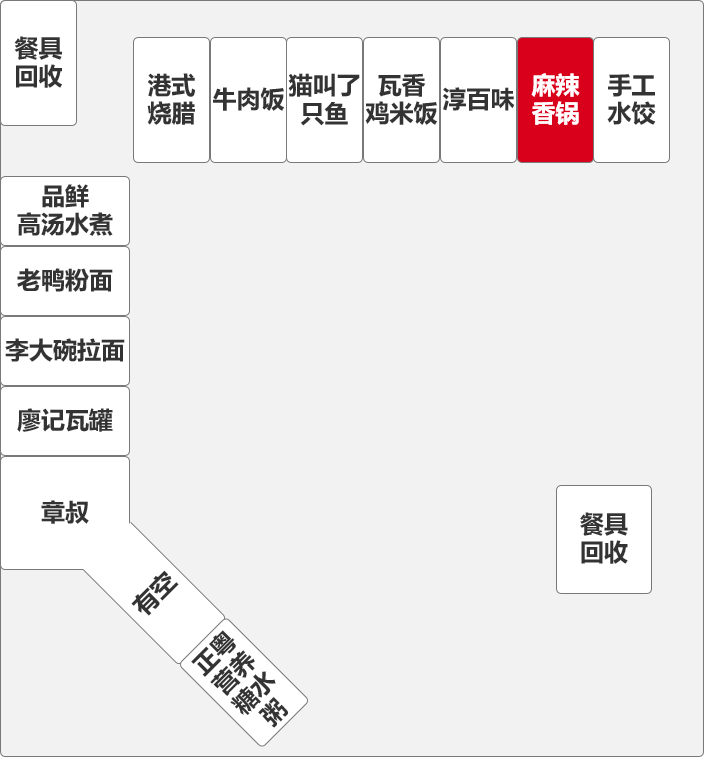 餐具
回收
港式
烧腊
牛肉饭
猫叫了
只鱼
瓦香
鸡米饭
淳百味
麻辣
香锅
手工
水饺
品鲜
高汤水煮
老鸭粉面
李大碗拉面
廖记瓦罐
章叔
有空
正粤
营养
糖水
粥
餐具
回收